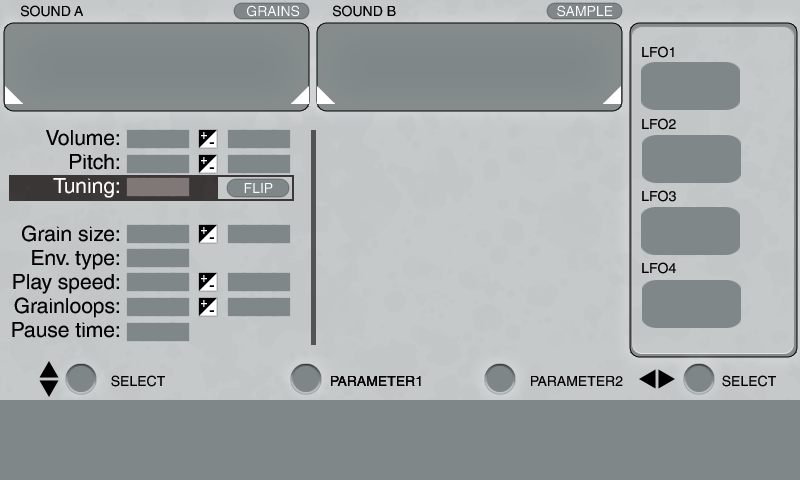 SOUND A GRAINS SOUND B SAMPLE
LFO1
LFO2
LFO3
LFO4
Volume: + -
Pitch: + -
Tuning: FLIP
Grain size: + -
Env. type:
Play speed: + -
Grainloops: + -
Pause time:
SELECT PARAMETER1 PARAMETER2 SELECT